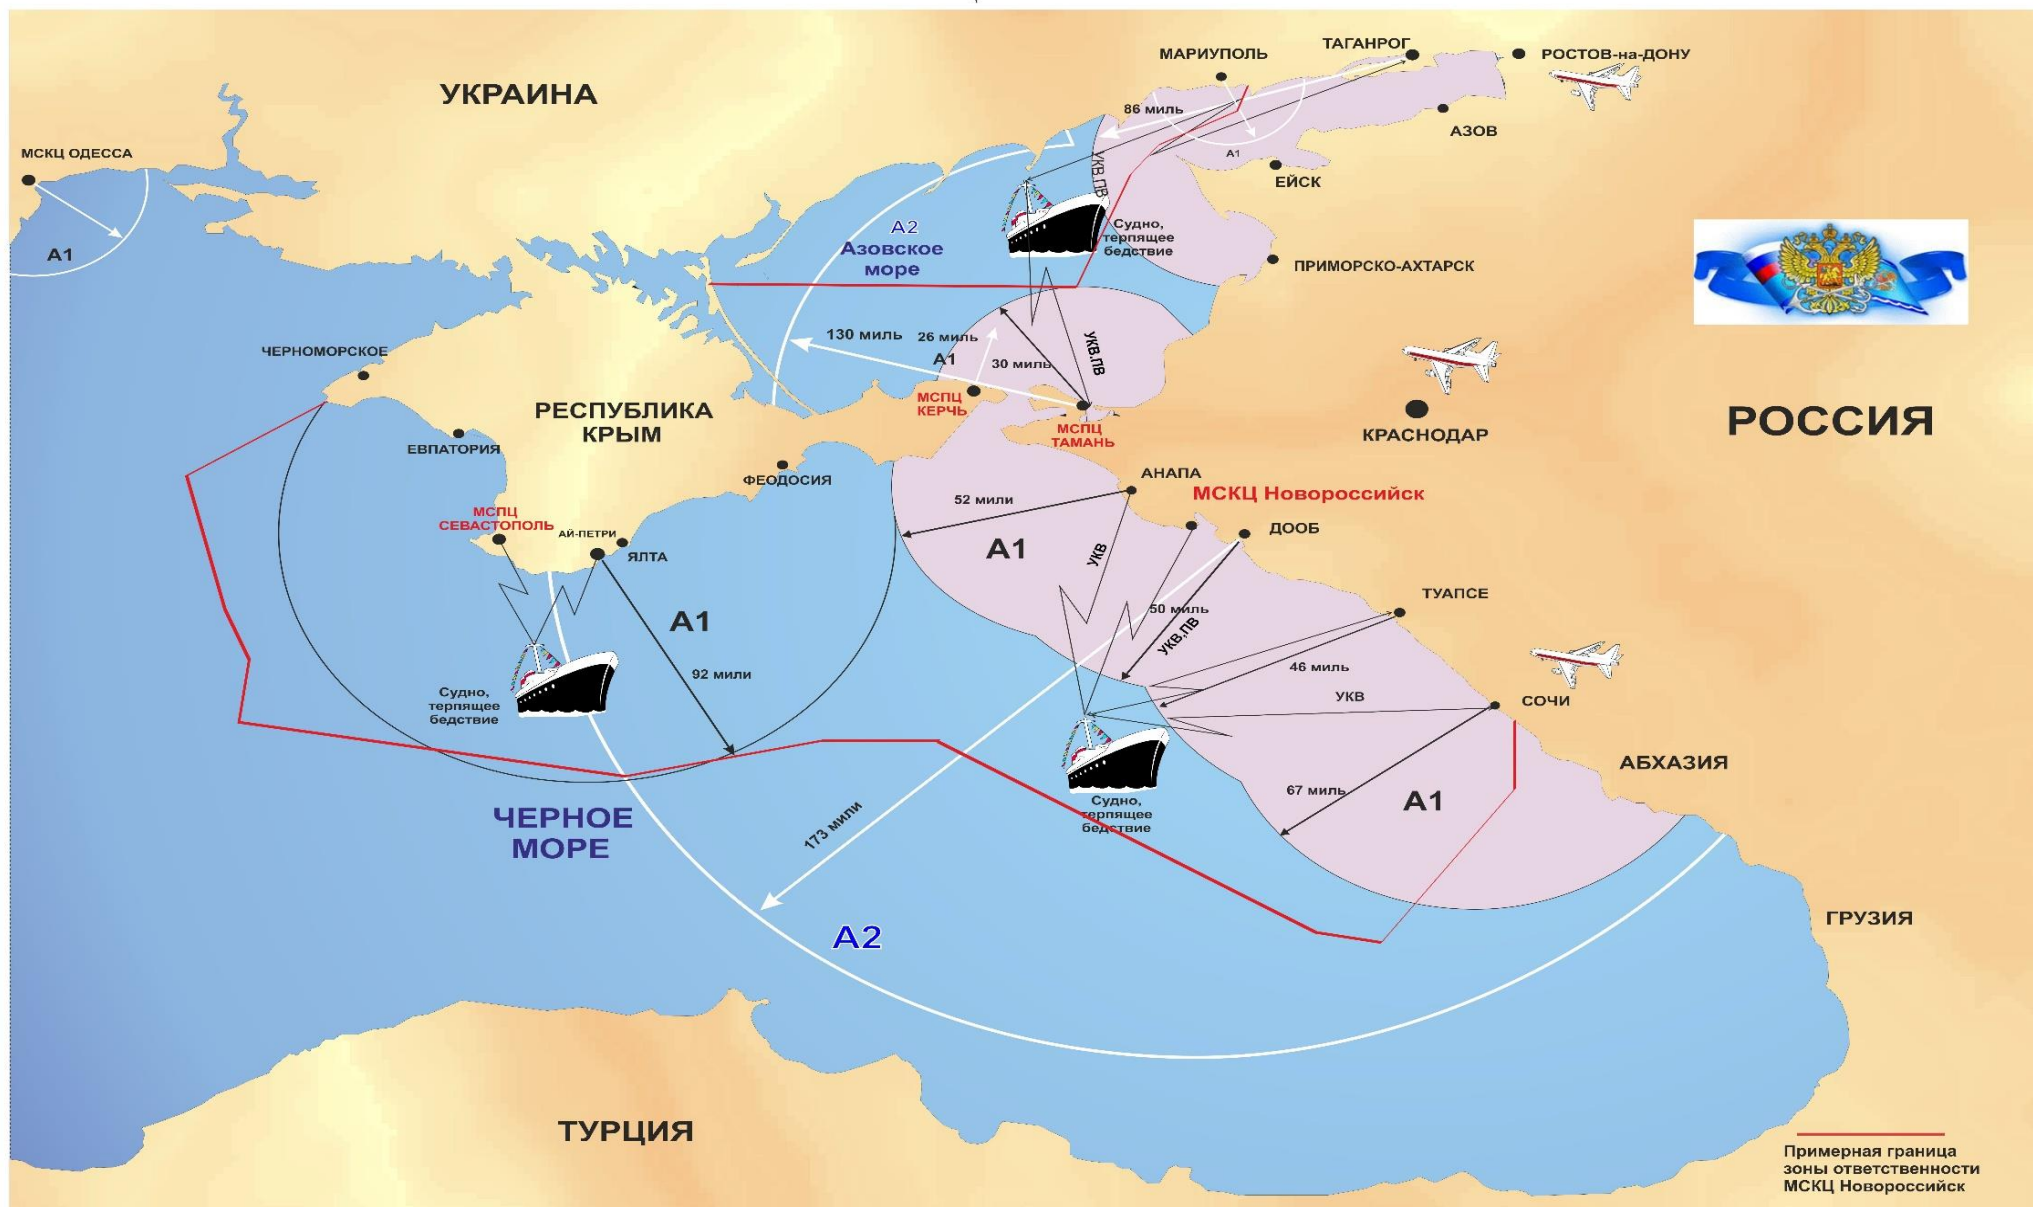 МАРИУПОЛЬ
ТАГАНРОГ
РОСТОВ-на-ДОНУ
УКРАИНА
86 миль
АЗОВ
МСКЦ ОДЕССА
А1
ЕЙСК
УКВ.ПВ
А1
А2
Азовское
море
Судно,
терпящее
бедствие
ПРИМОРСКО-АХТАРСК
130 миль
26 миль
А1
30 миль
УКВ.ПВ
ЧЕРНОМОРСКОЕ
МСПЦ
КЕРЧЬ
МСПЦ
ТАМАНЬ
РЕСПУБЛИКА
КРЫМ
КРАСНОДАР
РОССИЯ
ЕВПАТОРИЯ
ФЕОДОСИЯ
АНАПА
52 мили
МСКЦ Новороссийск
МСПЦ
СЕВАСТОПОЛЬ
АЙ-ПЕТРИ
ЯЛТА
А1
УКВ
ДООБ
А1
50 миль
УКВ,ПВ
ТУАПСЕ
92 мили
46 миль
УКВ
СОЧИ
Судно,
терпящее
бедствие
АБХАЗИЯ
67 миль
А1
Судно,
терпящее
бедствие
ЧЕРНОЕ
МОРЕ
173 мили
А2
ГРУЗИЯ
ТУРЦИЯ
Примерная граница
зоны ответственности
МСКЦ Новороссийск